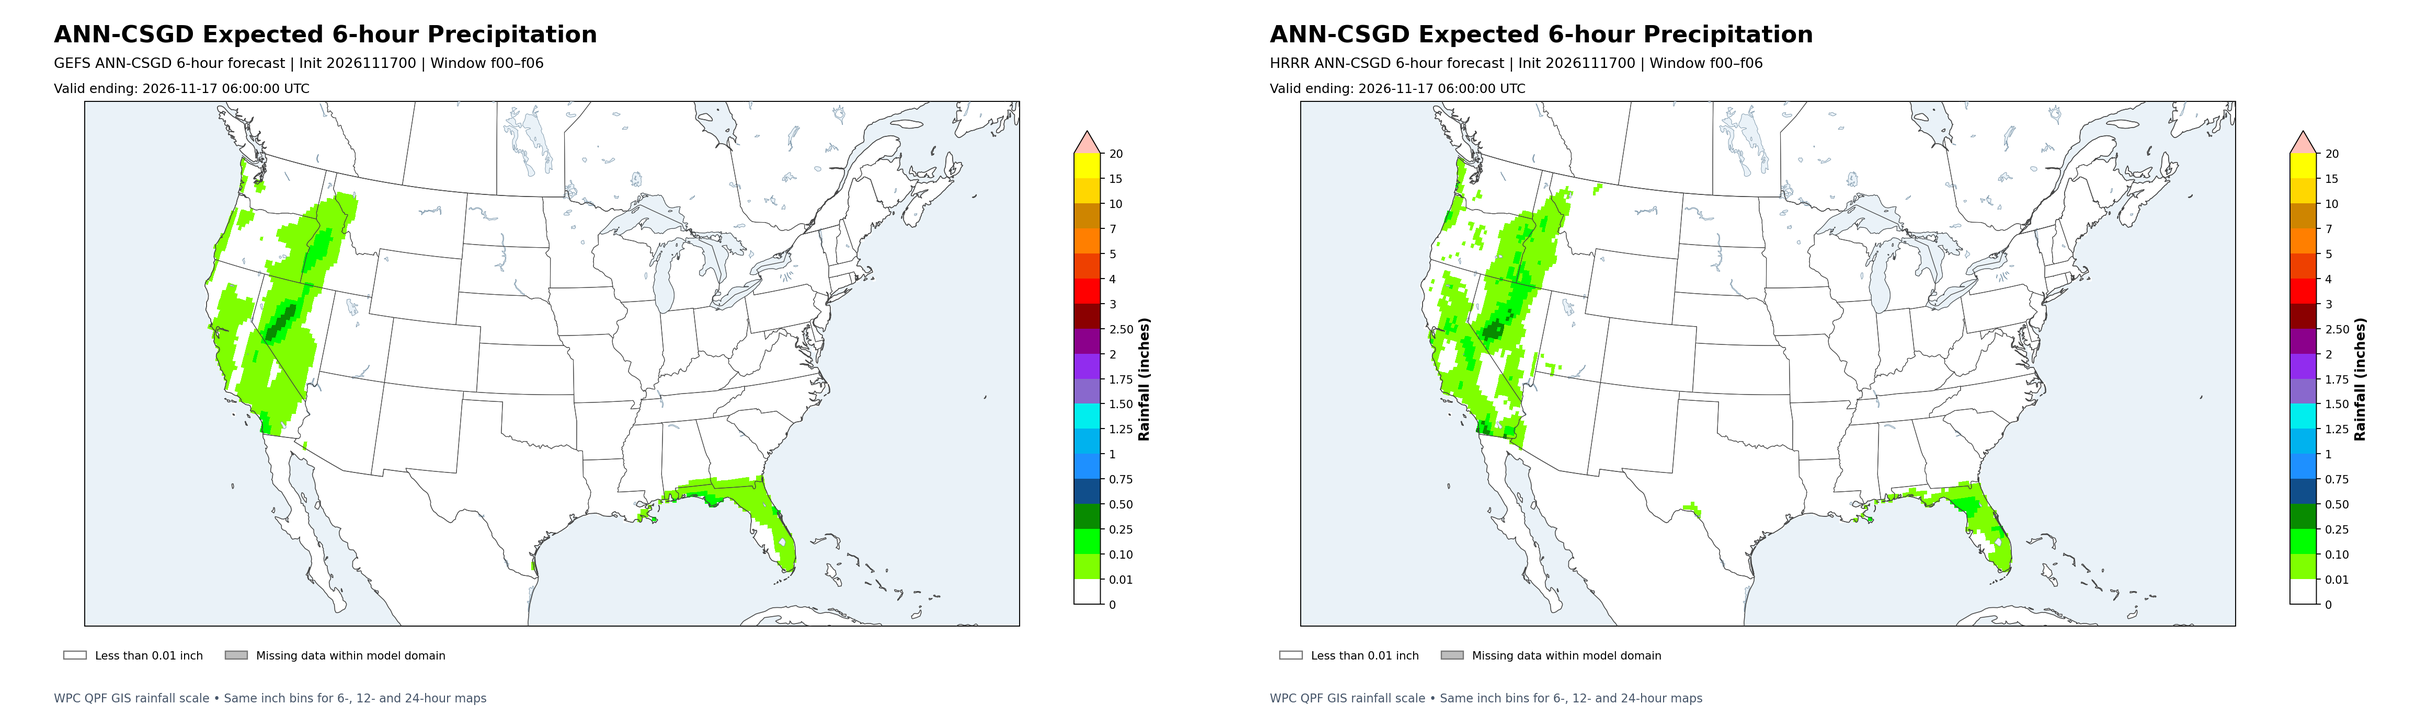 ANN-CSGD Expected 6-hour Precipitation
GEFS ANN-CSGD 6-hour forecast | Init 2026111700 | Window f00–f06
Valid ending: 2026-11-17 06:00:00 UTC
20
15
10
7
5
4
3
2.50
2
1.75
1.50
1.25
1
0.75
0.50
0.25
0.10
0.01
0
Rainfall (inches)
Less than 0.01 inch
Missing data within model domain
WPC QPF GIS rainfall scale • Same inch bins for 6-, 12- and 24-hour maps
ANN-CSGD Expected 6-hour Precipitation
HRRR ANN-CSGD 6-hour forecast | Init 2026111700 | Window f00–f06
Valid ending: 2026-11-17 06:00:00 UTC
20
15
10
7
5
4
3
2.50
2
1.75
1.50
1.25
1
0.75
0.50
0.25
0.10
0.01
0
Rainfall (inches)
Less than 0.01 inch
Missing data within model domain
WPC QPF GIS rainfall scale • Same inch bins for 6-, 12- and 24-hour maps